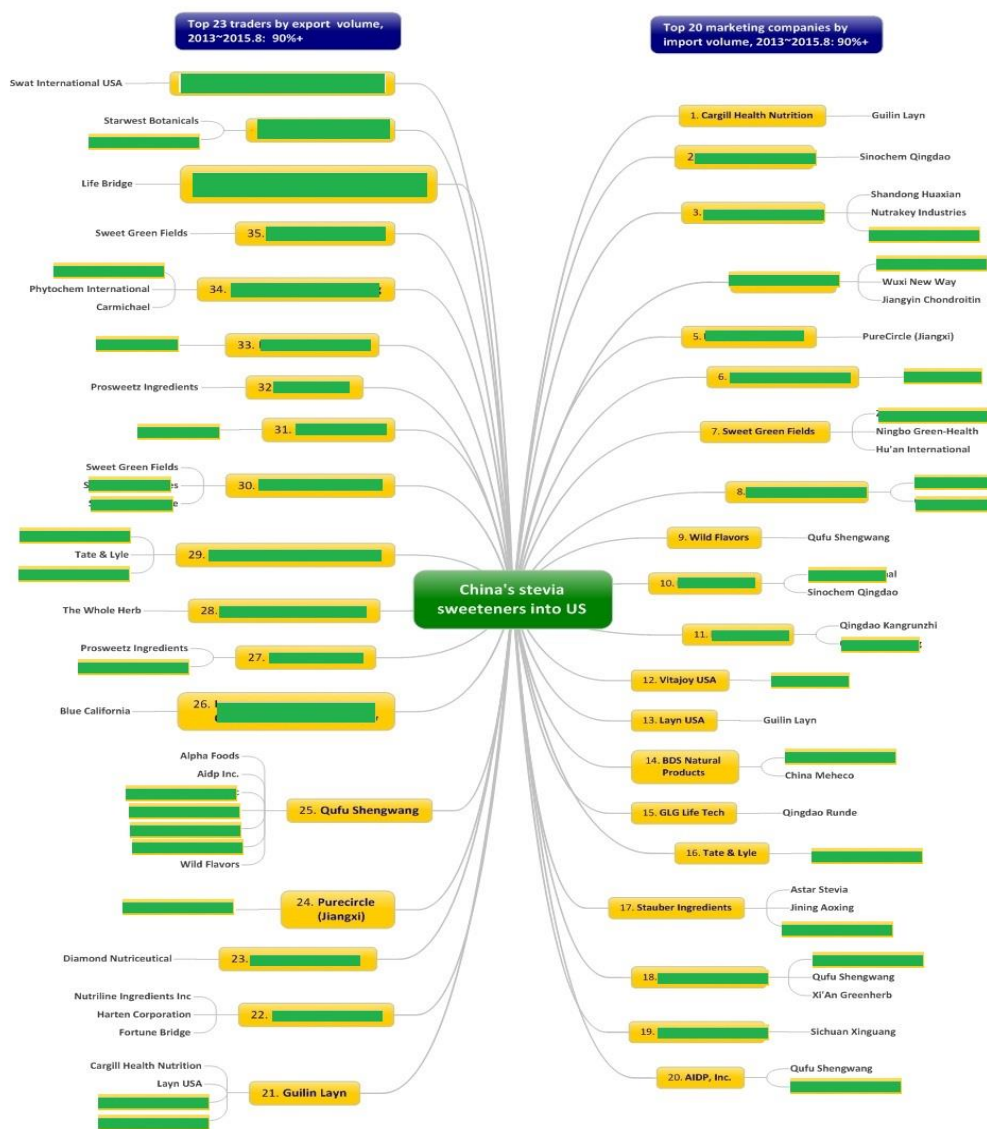 Top 23 traders by export volume,
2013~2015.8: 90%+
Swat International USA
Starwest Botanicals
Life Bridge
Sweet Green Fields
35.
Phytochem International
Carmichael
34.
33.
Prosweetz Ingredients
32
31.
Sweet Green Fields
30.
Tate & Lyle
29.
The Whole Herb
28.
Prosweetz Ingredients
27.
Blue California
26.
Alpha Foods
Aidp Inc.
Wild Flavors
25. Qufu Shengwang
24. Purecircle
(Jiangxi)
Diamond Nutriceutical
23.
Nutriline Ingredients Inc
Harten Corporation
Fortune Bridge
22.
Cargill Health Nutrition
Layn USA
21. Guilin Layn
China's stevia
sweeteners into US
Top 20 marketing companies by
import volume, 2013~2015.8: 90%+
1. Cargill Health Nutrition
Guilin Layn
2
Sinochem Qingdao
3.
Shandong Huaxian
Nutrakey Industries
Wuxi New Way
Jiangyin Chondroitin
5.
PureCircle (Jiangxi)
6.
7. Sweet Green Fields
Ningbo Green-Health
Hu'an International
8.
9. Wild Flavors
Qufu Shengwang
10.
Sinochem Qingdao
11.
Qingdao Kangrunzhi
12. Vitajoy USA
13. Layn USA
Guilin Layn
14. BDS Natural
Products
China Meheco
15. GLG Life Tech
Qingdao Runde
16. Tate & Lyle
17. Stauber Ingredients
Astar Stevia
Jining Aoxing
18.
Qufu Shengwang
Xi'An Greenherb
19.
Sichuan Xinguang
20. AIDP, Inc.
Qufu Shengwang